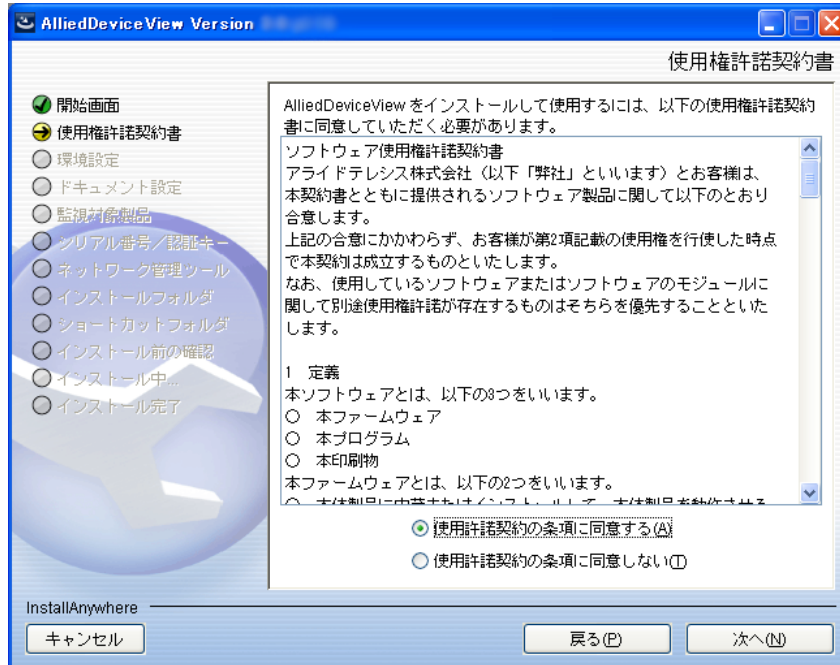 AlliedDeviceView Version
使用権許諾契約書
開始画面
使用権許諾契約書
環境設定
ドキュメント設定
監視対象製品
シリアル番号／認証キー
ネットワーク管理ツール
インストールフォルダ
ショートカットフォルダ
インストール前の確認
インストール中...
インストール完了
AlliedDeviceView をインストールして使用するには、以下の使用権許諾契約
書に同意していただく必要があります。
ソフトウェア使用権許諾契約書
アライドテレシス株式会社（以下「弊社」といいます）とお客様は、
本契約書とともに提供されるソフトウェア製品に関して以下のとおり
合意します。
上記の合意にかかわらず、お客様が第2項記載の使用権を行使した時点
で本契約は成立するものといたします。
なお、使用しているソフトウェアまたはソフトウェアのモジュールに
関して別途使用権許諾が存在するものはそちらを優先することといた
します。
1　定義
本ソフトウェアとは、以下の3つをいいます。
○　本ファームウェア
○　本プログラム
○　本印刷物
本ファームウェアとは、以下の2つをいいます。
使用許諾契約の条項に同意する(A)
使用許諾契約の条項に同意しない(T)
InstallAnywhere
キャンセル
戻る(P)
次へ(N)